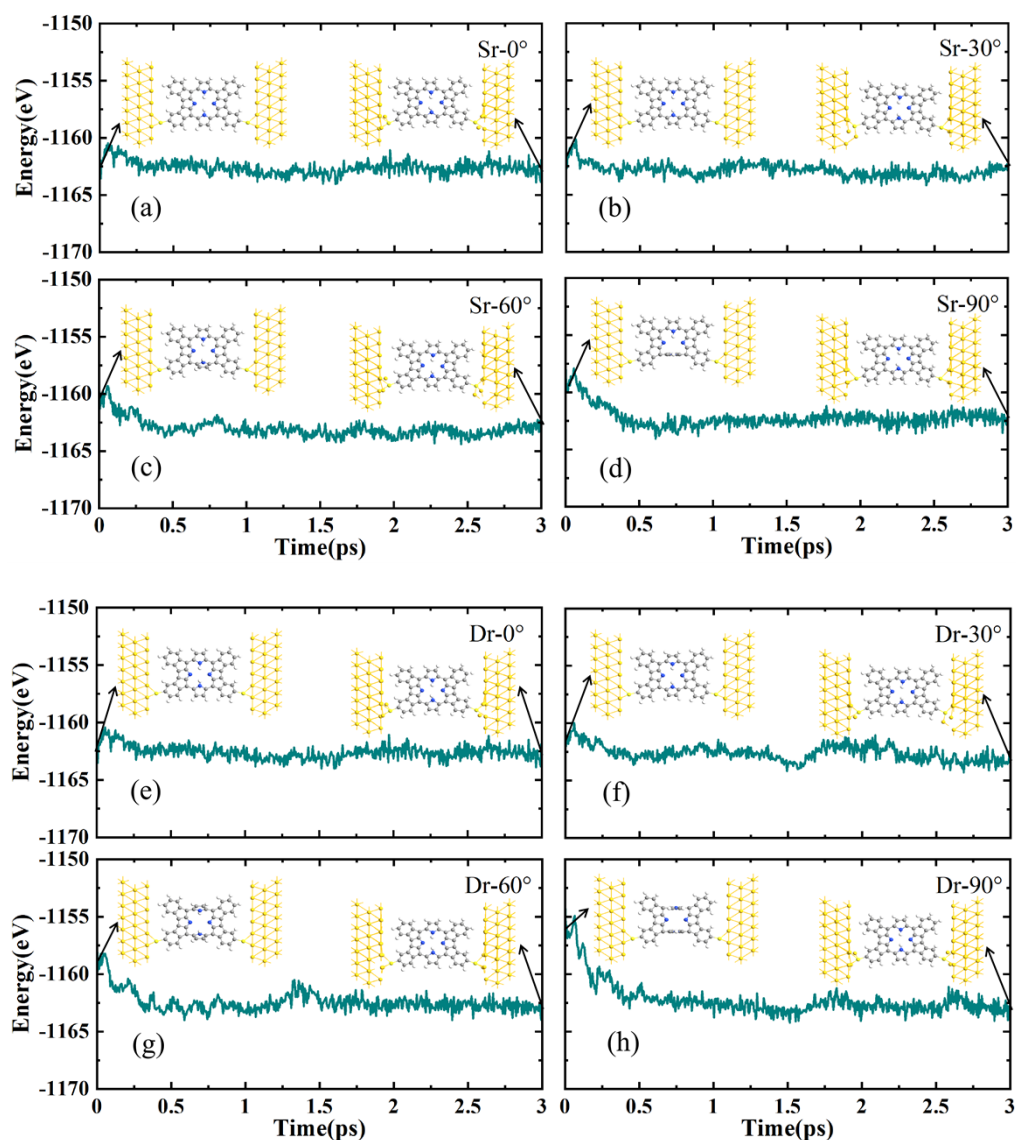 -1150
-1155
-1160
-1165
-1170
Energy(eV)
Sr-0°
(a)
Sr-30°
(b)
-1150
-1155
-1160
-1165
-1170
Energy(eV)
Sr-60°
(c)
Sr-90°
(d)
0 0.5 1 1.5 2 2.5 3
0 0.5 1 1.5 2 2.5 3
Time(ps)
Time(ps)
-1150
-1155
-1160
-1165
-1170
Energy(eV)
Dr-0°
(e)
Dr-30°
(f)
-1150
-1155
-1160
-1165
-1170
Energy(eV)
Dr-60°
(g)
Dr-90°
(h)
0 0.5 1 1.5 2 2.5 3
0 0.5 1 1.5 2 2.5 3
Time(ps)
Time(ps)